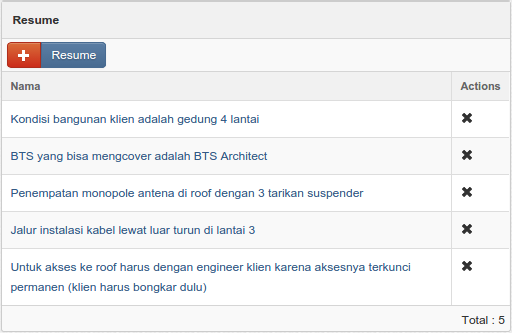 Resume
Resume
Nama Actions
Kondisi bangunan klien adalah gedung 4 lantai
BTS yang bisa mengcover adalah BTS Architect
Penempatan monopole antena di roof dengan 3 tarikan suspender
Jalur instalasi kabel lewat luar turun di lantai 3
Untuk akses ke roof harus dengan engineer klien karena aksesnya terkunci
permanen (klien harus bongkar dulu)
Total : 5